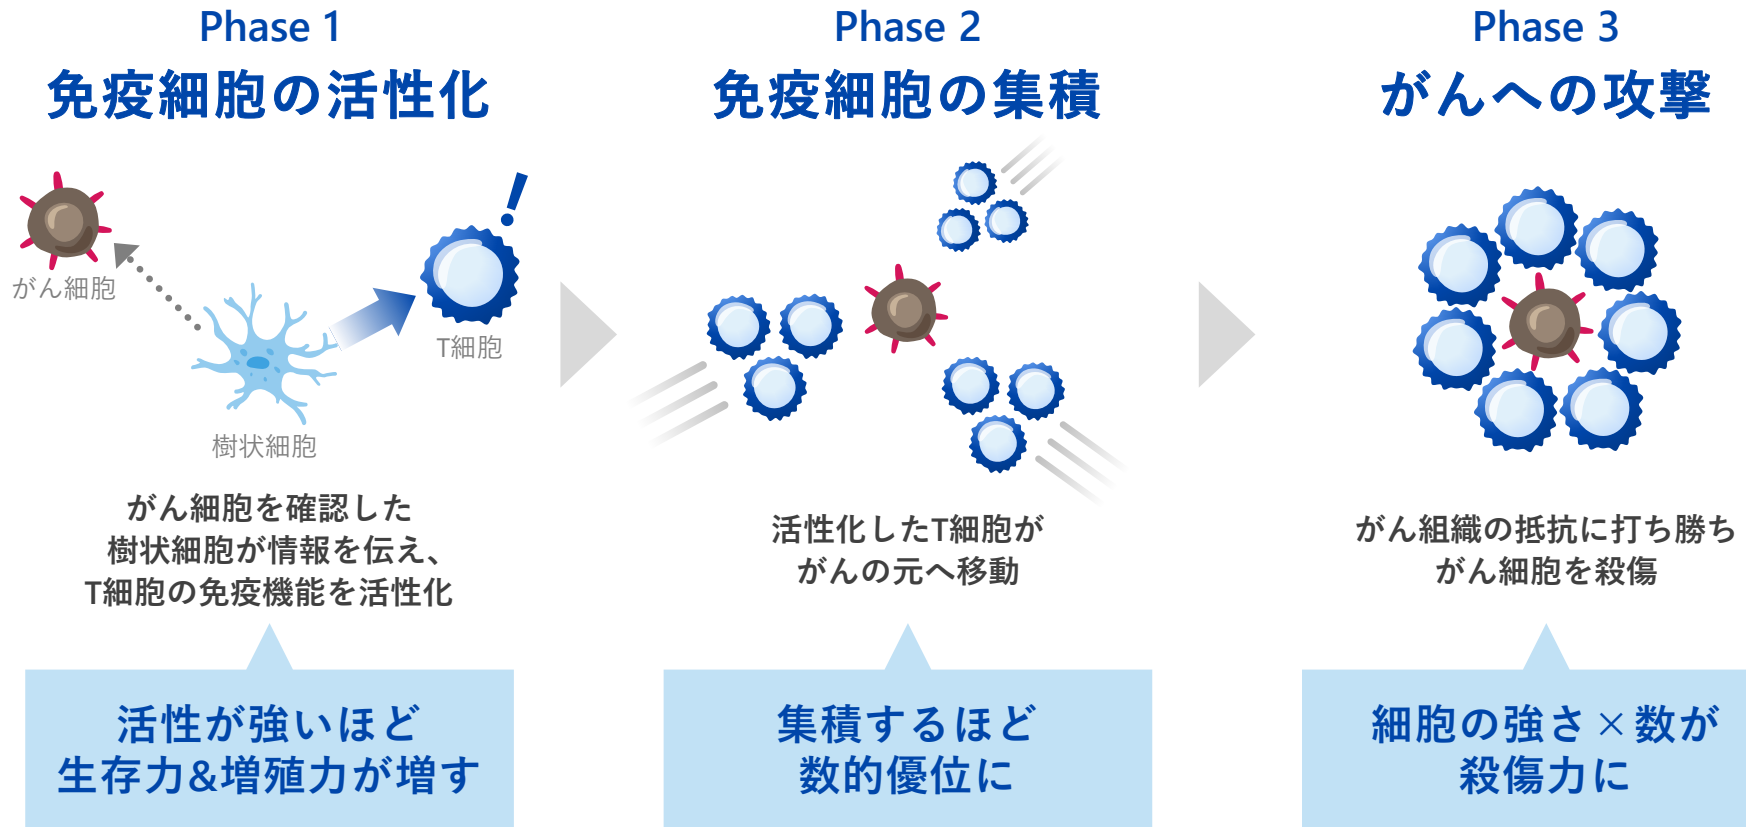 Phase 1
免疫細胞の活性化
がん細胞
T細胞
樹状細胞
がん細胞を確認した
樹状細胞が情報を伝え、
T細胞の免疫機能を活性化
活性が強いほど
生存力&増殖力が増す
Phase 2
免疫細胞の集積
活性化したT細胞が
がんの元へ移動
集積するほど
数的優位に
Phase 3
がんへの攻撃
がん組織の抵抗に打ち勝ち
がん細胞を殺傷
細胞の強さ×数が
殺傷力に